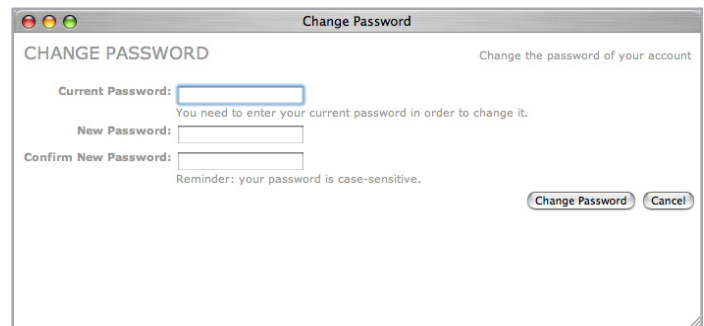 Change Password
CHANGE PASSWORD Change the password of your account
Current Password:
You need to enter your current password in order to change it.
New Password:
Confirm New Password:
Reminder: your password is case-sensitive.
Change Password Cancel